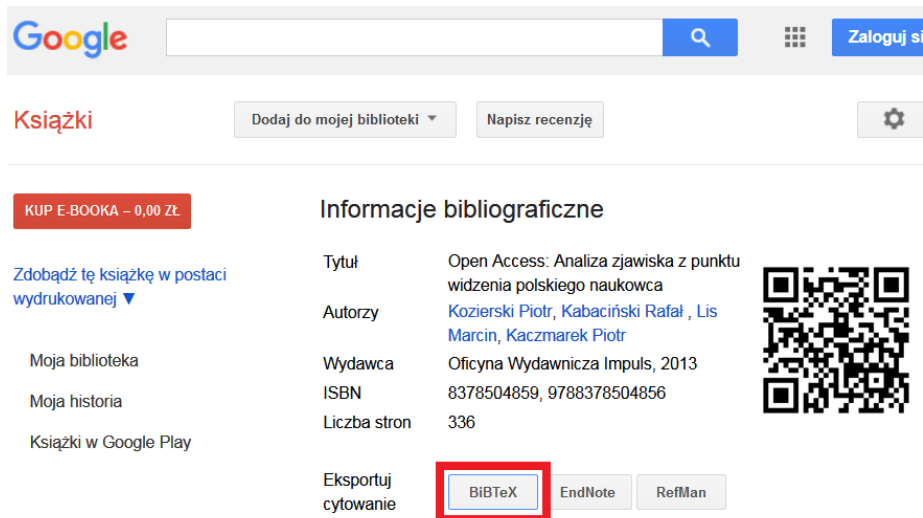 Google
Zaloguj si
Książki
Dodaj do mojej biblioteki
Napisz recenzję
KUP E-BOOKA – 0,00 ZŁ
Zdobądź tę książkę w postaci
wydrukowanej ▼
Moja biblioteka
Moja historia
Książki w Google Play
Informacje bibliograficzne
Tytuł
Open Access: Analiza zjawiska z punktu
widzenia polskiego naukowca
Autorzy
Kozierski Piotr, Kabaciński Rafał , Lis
Marcin, Kaczmarek Piotr
Wydawca
Oficyna Wydawnicza Impuls, 2013
ISBN
8378504859, 9788378504856
Liczba stron
336
Eksportuj
cytowanie
BiBTeX
EndNote
RefMan